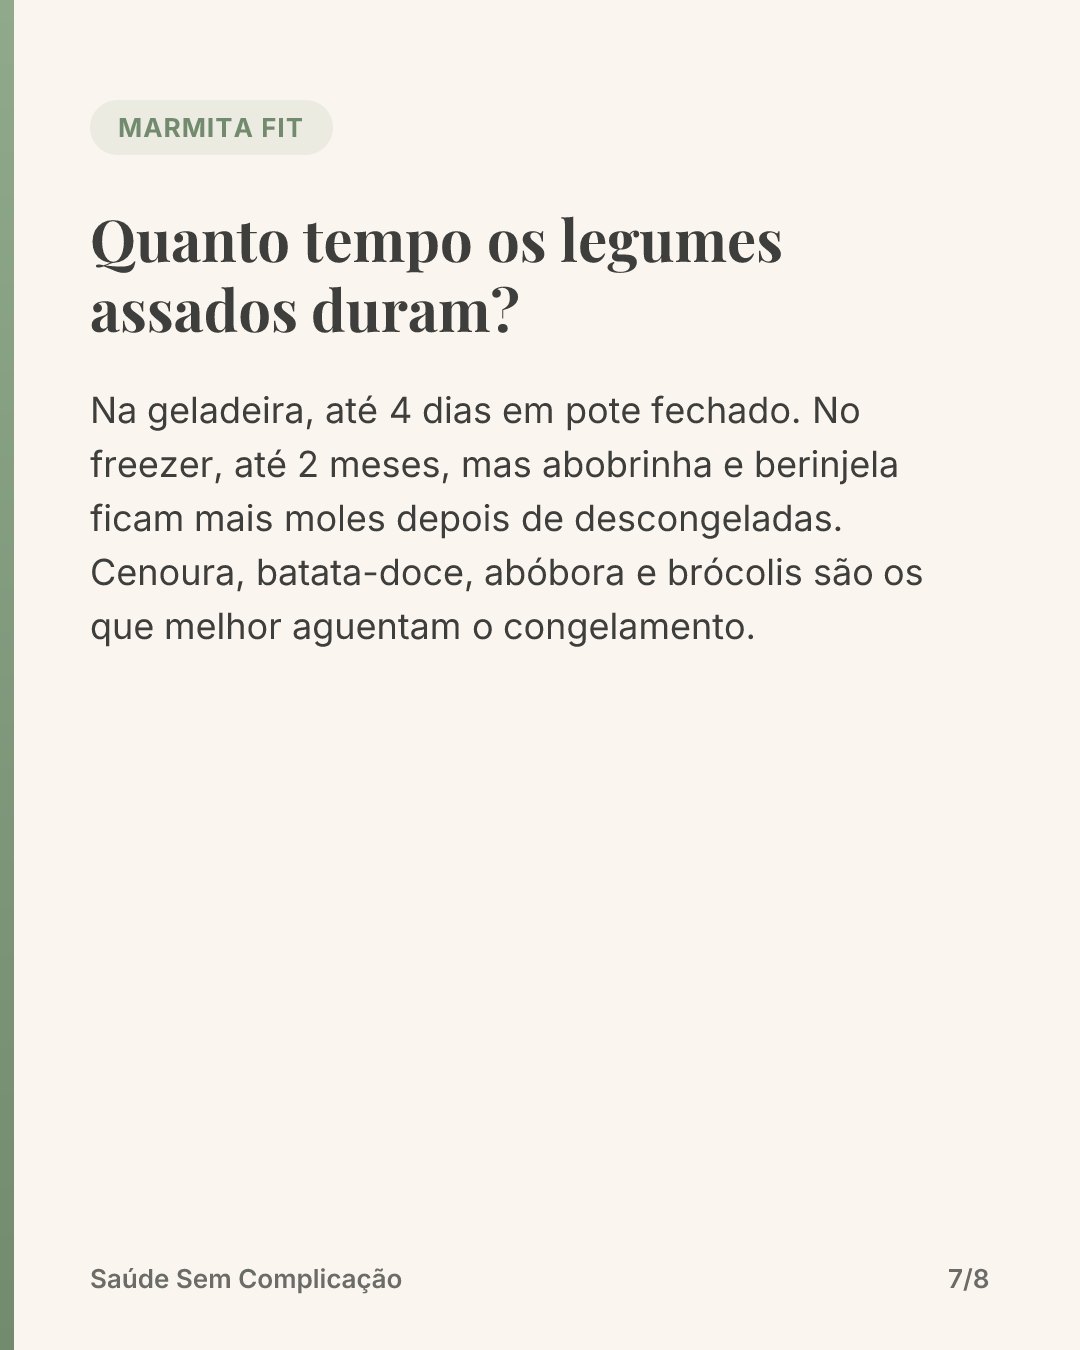 MARMITA FIT
Quanto tempo os legumes
assados duram?
Na geladeira, até 4 dias em pote fechado. No
freezer, até 2 meses, mas abobrinha e berinjela
ficam mais moles depois de descongeladas.
Cenoura, batata-doce, abóbora e brócolis são os
que melhor aguentam o congelamento.
Saúde Sem Complicação
7/8